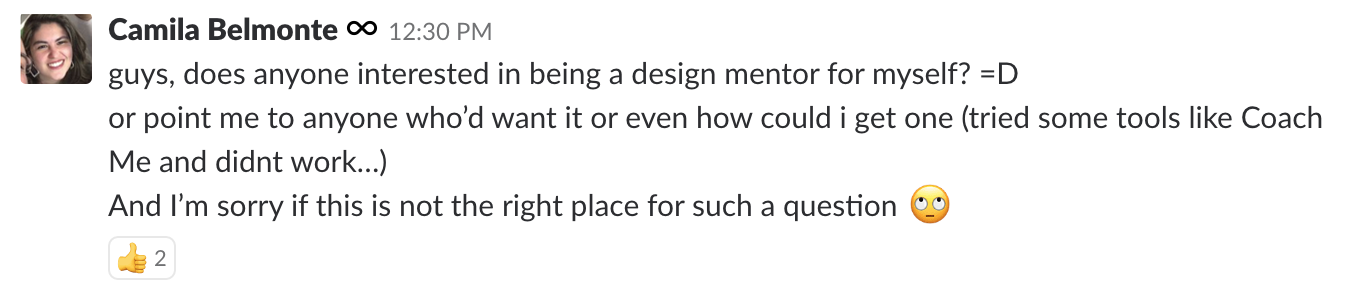 Camila Belmonte ∞ 12:30 PM
guys, does anyone interested in being a design mentor for myself? =D
or point me to anyone who’d want it or even how could i get one (tried some tools like Coach
Me and didnt work...)
And I’m sorry if this is not the right place for such a question 🙄
👍 2